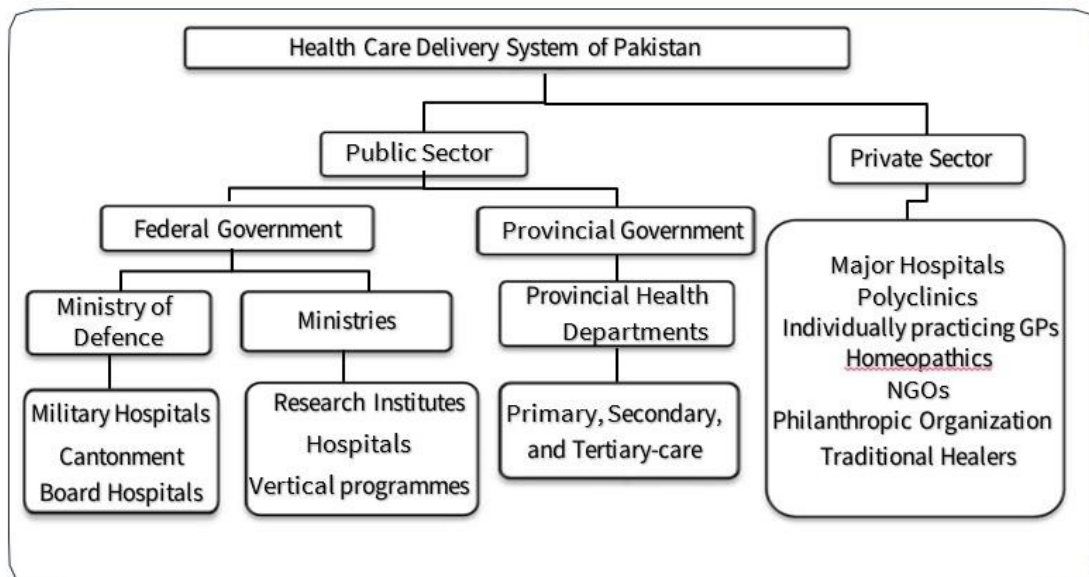 Health Care Delivery System of Pakistan
Public Sector
Private Sector
Federal Government
Provincial Government
Ministry of
Defence
Ministries
Provincial Health
Departments
Military Hospitals
Cantonment
Board Hospitals
Research Institutes
Hospitals
Vertical programmes
Primary, Secondary,
and Tertiary-care
Major Hospitals
Polyclinics
Individually practicing GPs
Homeopathics
NGOs
Philanthropic Organization
Traditional Healers